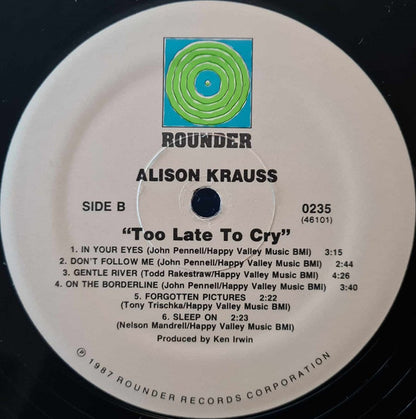 ROUNDER
ALISON KRAUSS
SIDE B
0235
(46101)
"Too Late To Cry"
1. IN YOUR EYES (John Pennell/Happy Valley Music BMI) 3:15
2. DON'T FOLLOW ME (John Pennell/Happy Valley Music BMI) 2:44
3. GENTLE RIVER (Todd Rakestraw/Happy Valley Music BMI) 4:26
4. ON THE BORDERLINE (John Pennell/Happy Valley Music BMI) 3:40
5. FORGOTTEN PICTURES 2:22
(Tony Trischka/Happy Valley Music BMI)
6. SLEEP ON 2:23
(Nelson Mandrell/Happy Valley Music BMI)
Produced by Ken Irwin
℗ 1987 ROUNDER RECORDS CORPORATION